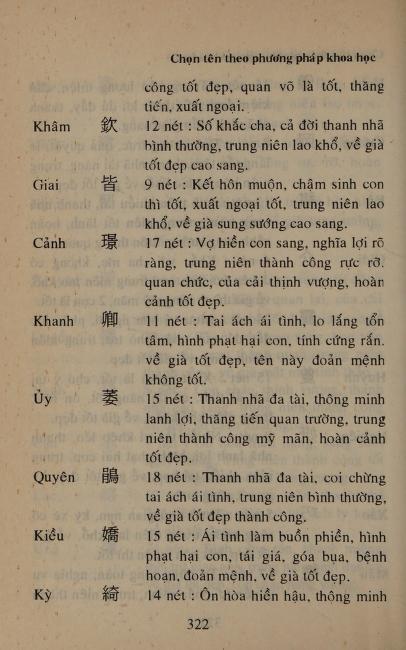 Chọn tên theo phương pháp khoa học
công tốt đẹp, quan võ là tốt, thăng
tiến, xuất ngoại.
Khâm 欽 12 nét : Số khắc cha, cả đời thanh nhã
bình thường, trung niên lao khổ, về già
tốt đẹp cao sang.
Giai 皆 9 nét : Kết hôn muộn, chậm sinh con
thì tốt, xuất ngoại tốt, trung niên lao
khổ, về già sung sướng cao sang.
Cảnh 璟 17 nét : Vợ hiền con sang, nghĩa lợi rõ
ràng, trung niên thành công rực rỡ.
quan chức, của cải thịnh vượng, hoàn
cảnh tốt đẹp.
Khanh 卿 11 nét : Tai ách ái tình, lo lắng tổn
tâm, hình phạt hại con, tính cứng rắn.
về già tốt đẹp, tên này đoản mệnh
không tốt.
Ủy 萎 15 nét : Thanh nhã đa tài, thông minh
lanh lợi, thăng tiến quan trường, trung
niên thành công mỹ mãn, hoàn cảnh
tốt đẹp.
Quyên 鵑 18 nét : Thanh nhã đa tài, coi chừng
tai ách ái tình, trung niên bình thường,
về già tốt đẹp thành công.
Kiều 嬌 15 nét : Ái tình làm buồn phiền, hình
phạt hại con, tái giá, góa bụa, bệnh
hoạn, đoản mệnh, về già tốt đẹp.
Kỳ 綺 14 nét : Ôn hòa hiền hậu, thông minh
322